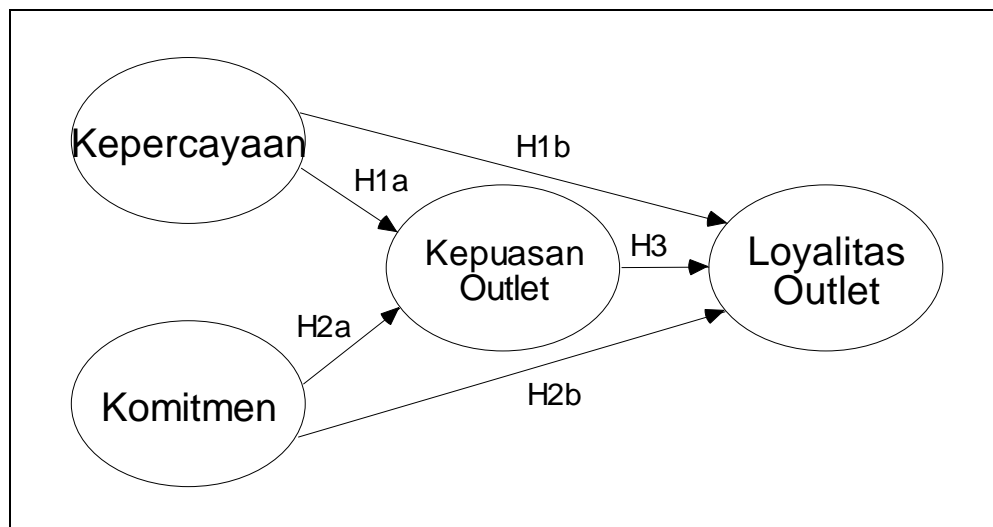 Kepercayaan
H1b
H1a
Kepuasan
Outlet
H3
Loyalitas
Outlet
H2a
Komitmen
H2b